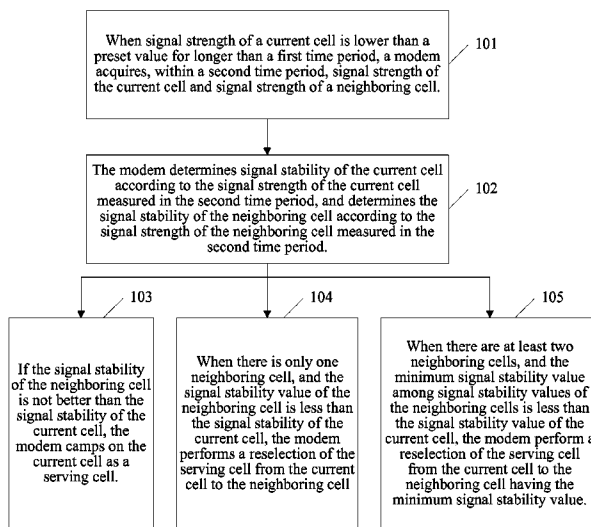 When signal strength of a current cell is lower than a
preset value for longer than a first time period, a modem
acquires, within a second time period, signal strength of
the current cell and signal strength of a neighboring cell.
101
The modem determines signal stability of the current cell
according to the signal strength of the current cell
measured in the second time period, and determines the
signal stability of the neighboring cell according to the
signal strength of the neighboring cell measured in the
second time period.
102
103
If the signal stability
of the neighboring cell
is not better than the
signal stability of the
current cell, the
modem camps on the
current cell as a
serving cell.
104
When there is only one
neighboring cell, and the
signal stability value of the
neighboring cell is less than
the signal stability of the
current cell, the modem
performs a reselection of the
serving cell from the current
cell to the neighboring cell
105
When there are at least two
neighboring cells, and the
minimum signal stability value
among signal stability values of
the neighboring cells is less than
the signal stability value of the
current cell, the modem perform a
reselection of the serving cell
from the current cell to the
neighboring cell having the
minimum signal stability value.